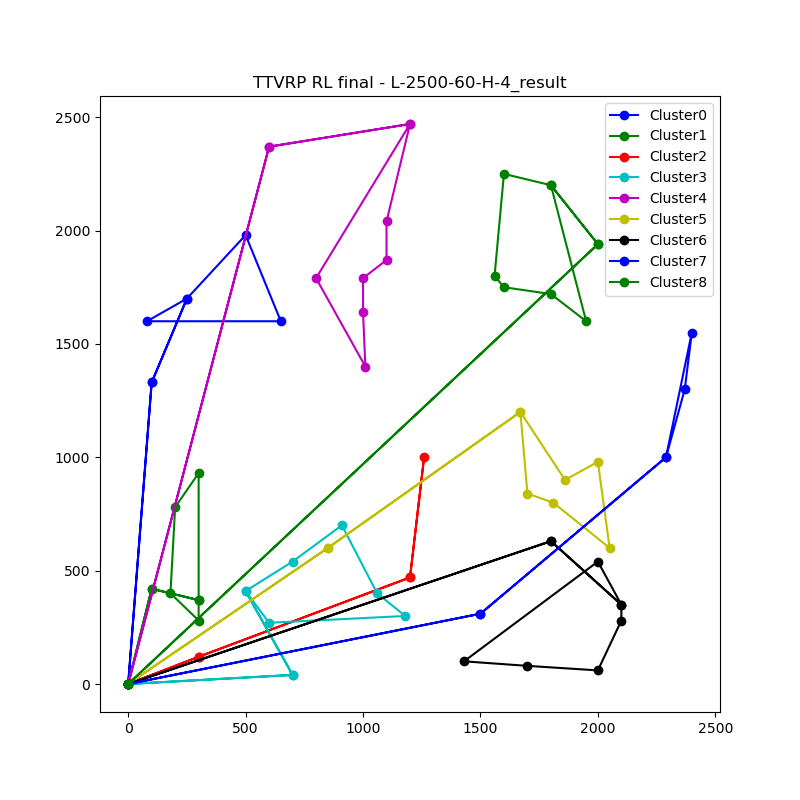 TTVRP RL final - L-2500-60-H-4_result
2500
2000
1500
1000
500
0
Cluster0
Cluster1
Cluster2
Cluster3
Cluster4
Cluster5
Cluster6
Cluster7
Cluster8
0 500 1000 1500 2000 2500